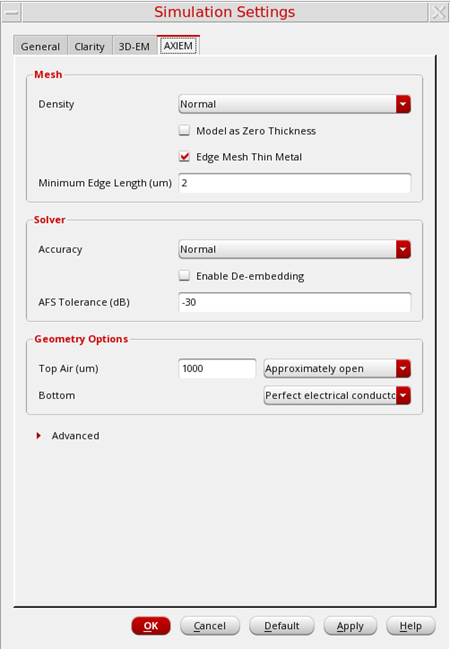 Simulation Settings
General Clarity 3D-EM AXIEM
Mesh
Density Normal
Model as Zero Thickness
Edge Mesh Thin Metal
Minimum Edge Length (um) 2
Solver
Accuracy Normal
Enable De-embedding
AFS Tolerance (dB) -30
Geometry Options
Top Air (um) 1000 Approximately open
Bottom Perfect electrical conductc
Advanced
OK Cancel Default Apply Help